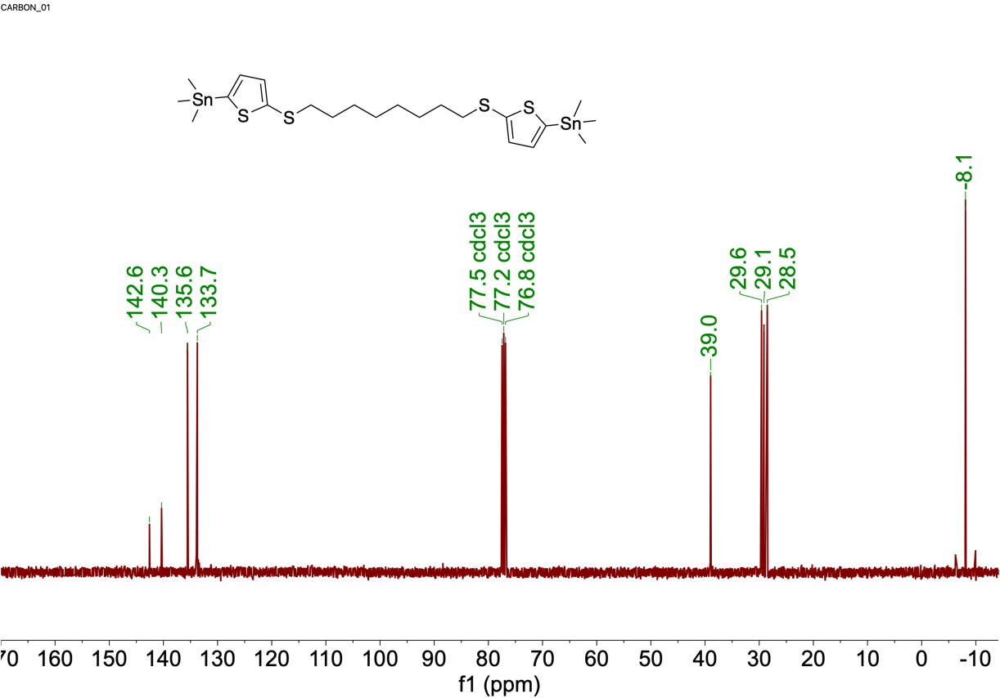 CARBON_01
Sn
S
S
S
S
Sn
-8.1
77.5 cdcl3
77.2 cdcl3
76.8 cdcl3
29.6
29.1
28.5
142.6
140.3
135.6
133.7
39.0
70 160 150 140 130 120 110 100 90 80 70 60 50 40 30 20 10 0 -10
f1 (ppm)